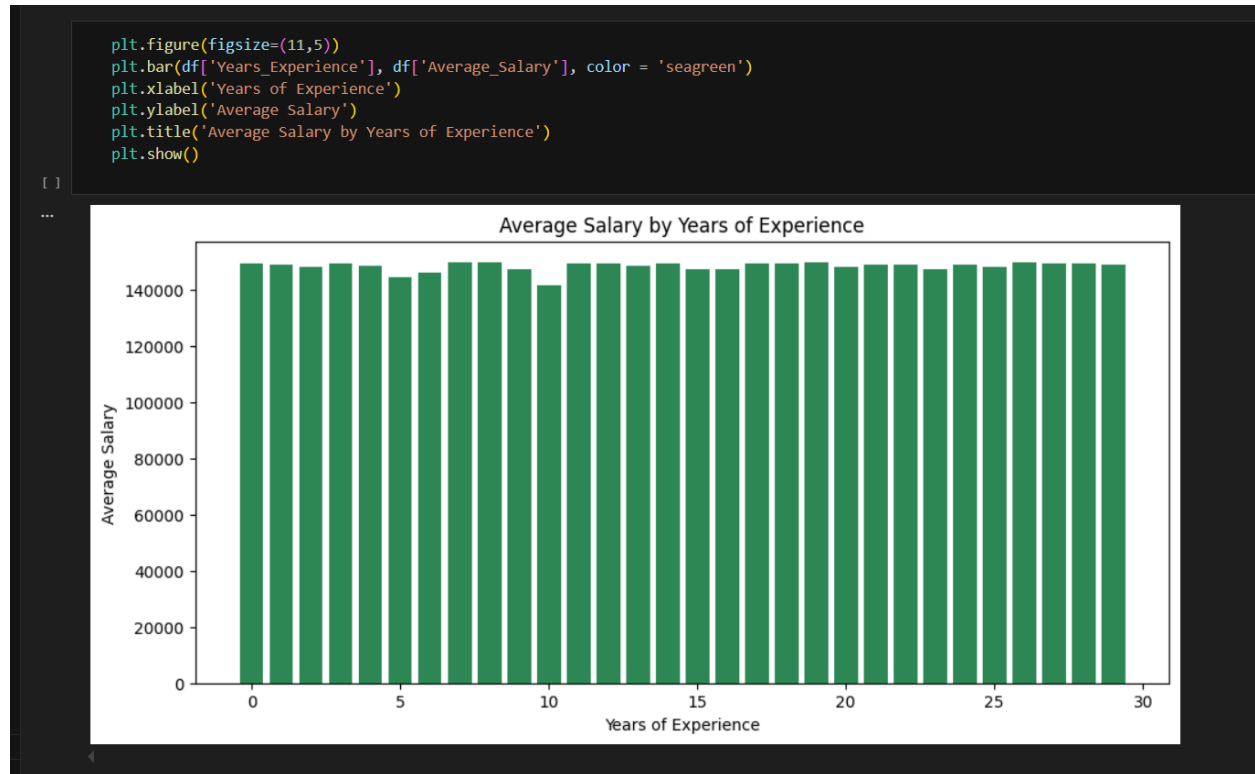 plt.figure(figsize=(11,5))
plt.bar(df['Years_Experience'], df['Average_Salary'], color = 'seagreen')
plt.xlabel('Years of Experience')
plt.ylabel('Average Salary')
plt.title('Average Salary by Years of Experience')
plt.show()
[ ]
...
Average Salary by Years of Experience
140000
120000
100000
80000
60000
40000
20000
0
Average Salary
0 5 10 15 20 25 30
Years of Experience